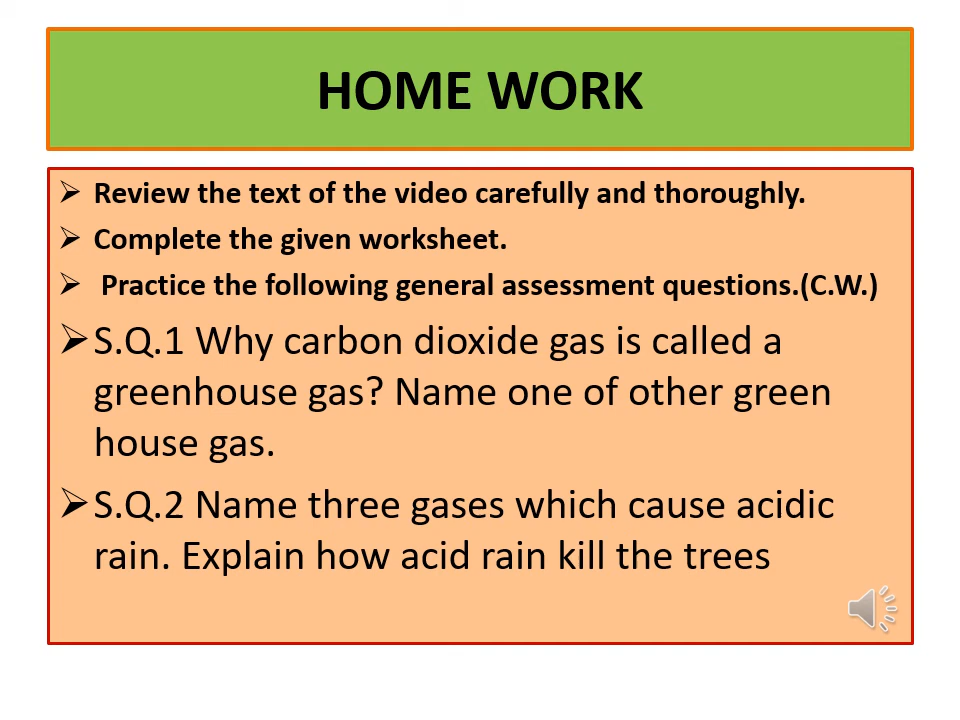 HOME WORK
➢ Review the text of the video carefully and thoroughly.
➢ Complete the given worksheet.
➢ Practice the following general assessment questions.(C.W.)
➢ S.Q.1 Why carbon dioxide gas is called a
greenhouse gas? Name one of other green
house gas.
➢ S.Q.2 Name three gases which cause acidic
rain. Explain how acid rain kill the trees